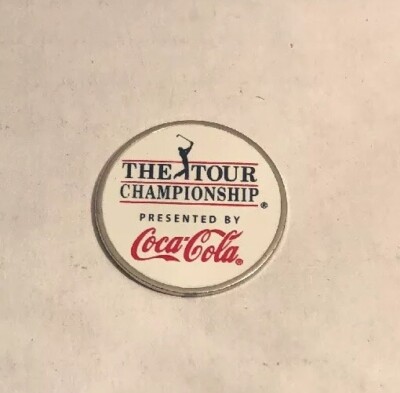 THE TOUR
CHAMPIONSHIP®
PRESENTED BY
Coca-Cola®